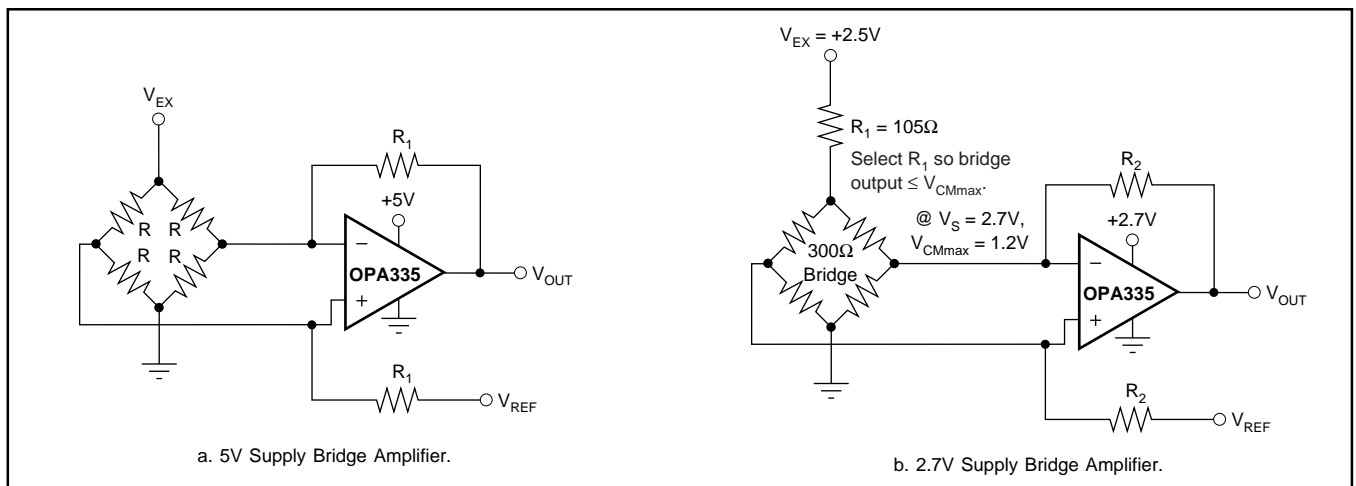 V_EX
R_1
+5V
R R
R R
−
OPA335
+
V_OUT
R_1
V_REF
a. 5V Supply Bridge Amplifier.
V_EX = +2.5V
R_1 = 105Ω
Select R_1 so bridge
output ≤ V_CMmax.
@ V_S = 2.7V,
V_CMmax = 1.2V
R_2
+2.7V
300Ω
Bridge
−
OPA335
+
V_OUT
R_2
V_REF
b. 2.7V Supply Bridge Amplifier.